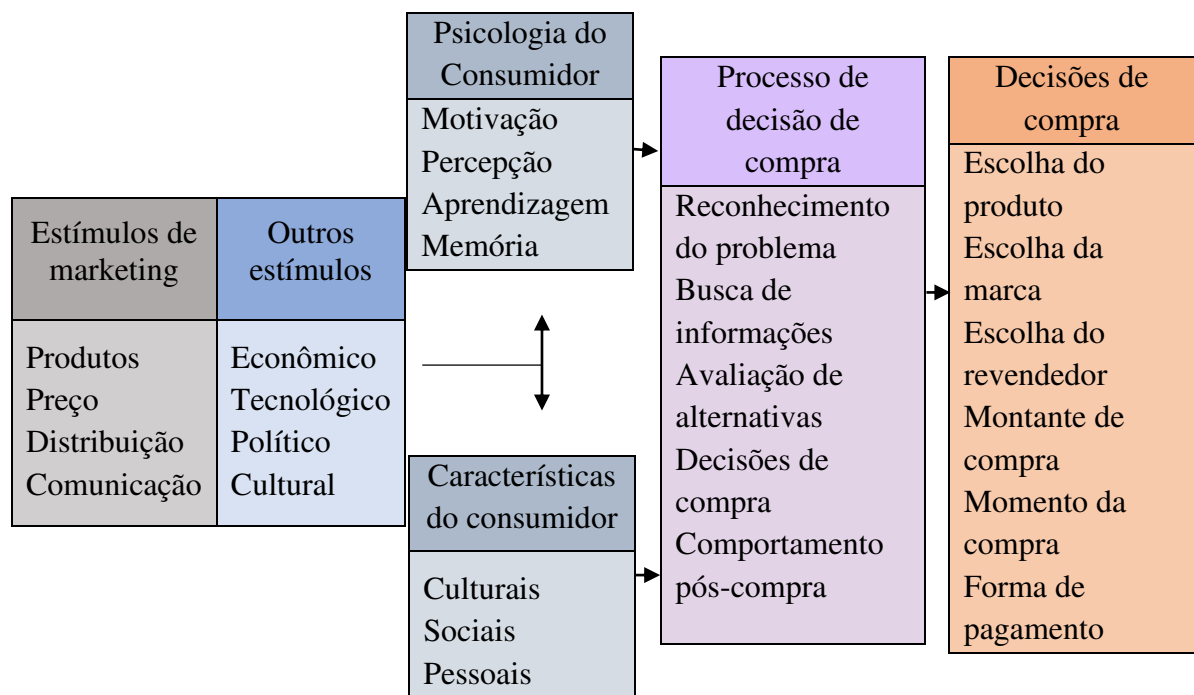 Estímulos de
marketing
Produtos
Preço
Distribuição
Comunicação
Outros
estímulos
Econômico
Tecnológico
Político
Cultural
Psicologia do
Consumidor
Motivação
Percepção
Aprendizagem
Memória
Características
do consumidor
Culturais
Sociais
Pessoais
Processo de
decisão de
compra
Reconhecimento
do problema
Busca de
informações
Avaliação de
alternativas
Decisões de
compra
Comportamento
pós-compra
Decisões de
compra
Escolha do
produto
Escolha da
marca
Escolha do
revendedor
Montante de
compra
Momento da
compra
Forma de
pagamento